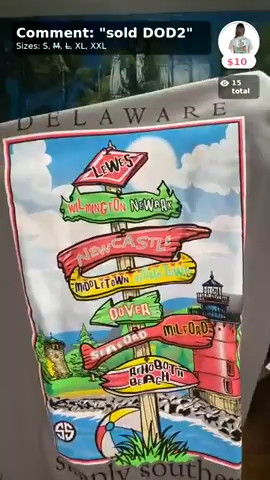 Comment: "sold DOD2"
Sizes: S, M, L, XL, XXL
$10
15
total
DELAWARE
LEWES
WILMINGTON NEWARK
NEWCASTLE
MIDDLETOWN
DOVER
MILFORD
SEAFORD
REHOBOTH
BEACH
SS
simply southern